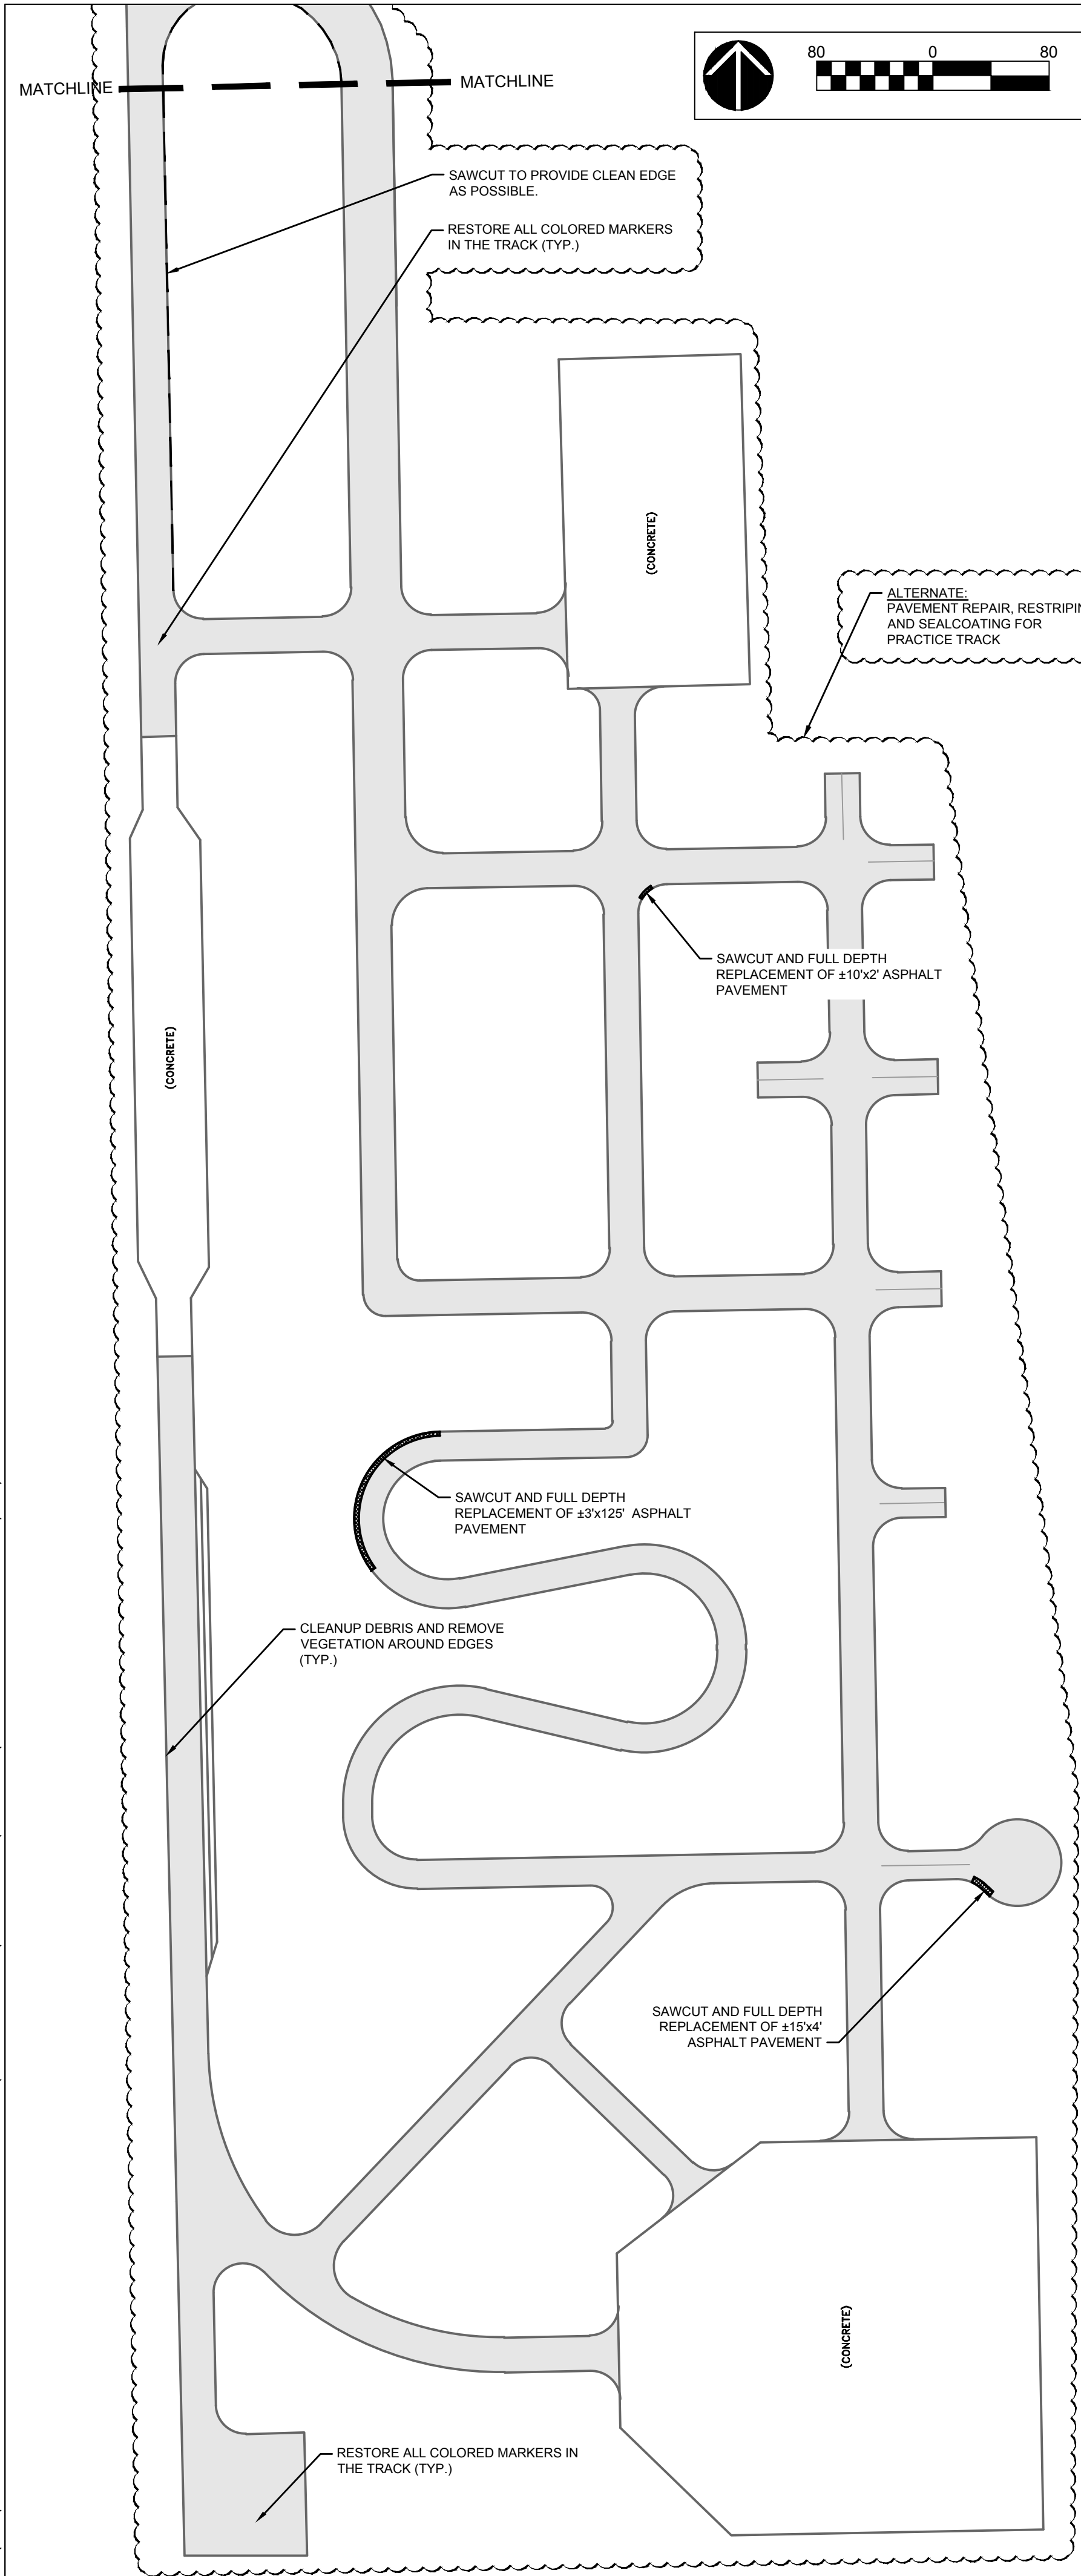 80 0 80
MATCHLINE
MATCHLINE
SAWCUT TO PROVIDE CLEAN EDGE
AS POSSIBLE.
RESTORE ALL COLORED MARKERS
IN THE TRACK (TYP.)
(CONCRETE)
ALTERNATE:
PAVEMENT REPAIR, RESTRIPIN
AND SEALCOATING FOR
PRACTICE TRACK
SAWCUT AND FULL DEPTH
REPLACEMENT OF ±10'x2' ASPHALT
PAVEMENT
(CONCRETE)
SAWCUT AND FULL DEPTH
REPLACEMENT OF ±3'x125' ASPHALT
PAVEMENT
CLEANUP DEBRIS AND REMOVE
VEGETATION AROUND EDGES
(TYP.)
SAWCUT AND FULL DEPTH
REPLACEMENT OF ±15'x4'
ASPHALT PAVEMENT
(CONCRETE)
RESTORE ALL COLORED MARKERS IN
THE TRACK (TYP.)